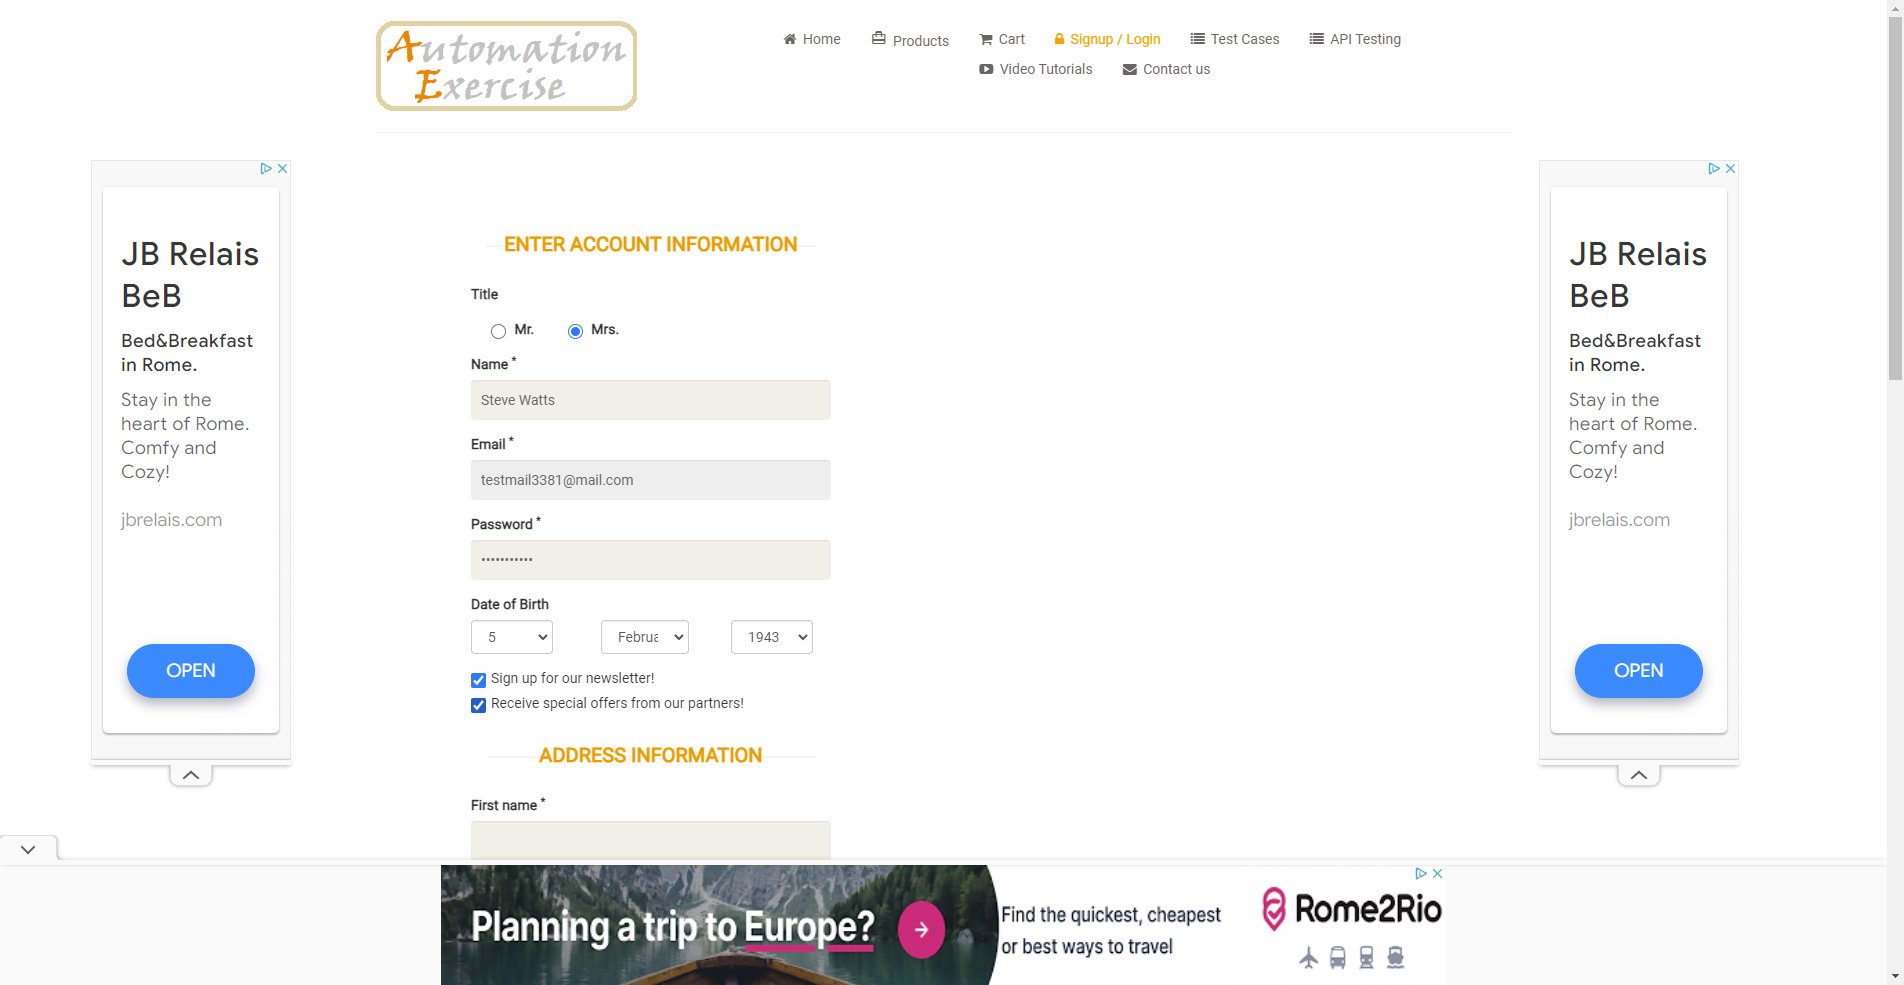 Automation
Exercise
Home
Products
Cart
Signup / Login
Test Cases
API Testing
Video Tutorials
Contact us
JB Relais
BeB
Bed&Breakfast
in Rome.
Stay in the
heart of Rome.
Comfy and
Cozy!
jbrelais.com
OPEN
ENTER ACCOUNT INFORMATION
Title
Mr.
Mrs.
Name *
Steve Watts
Email *
testmail3381@mail.com
Password *
•••••••••••
Date of Birth
5
Februa
1943
Sign up for our newsletter!
Receive special offers from our partners!
ADDRESS INFORMATION
First name *
JB Relais
BeB
Bed&Breakfast
in Rome.
Stay in the
heart of Rome.
Comfy and
Cozy!
jbrelais.com
OPEN
Planning a trip to Europe?
Find the quickest, cheapest
or best ways to travel
Rome2Rio